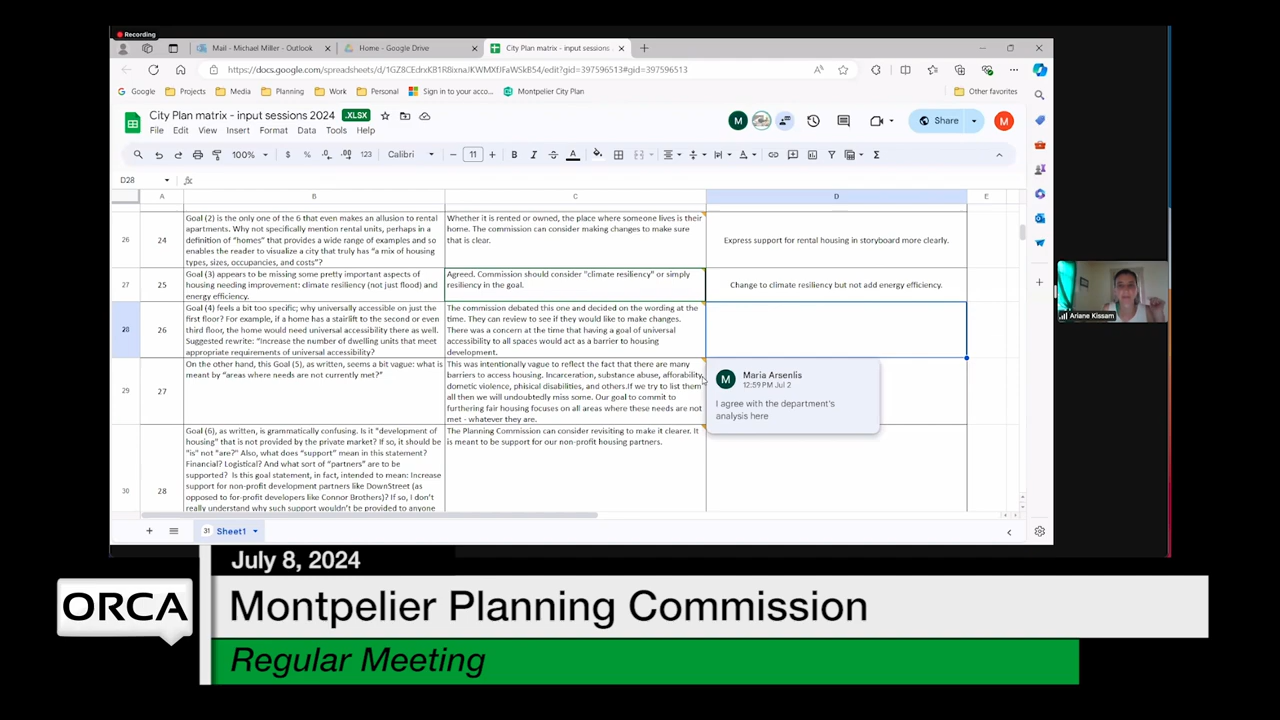 Recording
Mail - Michael Miller - Outlook
Home - Google Drive
City Plan matrix - input sessions
https://docs.google.com/spreadsheets/d/1GZ8CEdrxKB1R8ixnaJKWMXfJFaWSkB54/edit?gid=397596513#gid=397596513
Google
Projects
Media
Planning
Work
Personal
Sign in to your acco...
Montpelier City Plan
Other favorites
City Plan matrix - input sessions 2024
.XLSX
File Edit View Insert Format Data Tools Help
M
Share
M
100%
$ % .0 .00 123
Calibri
11
B I A
D28
fx
A B C D E
26
24
Goal (2) is the only one of the 6 that even makes an allusion to rental
apartments. Why not specifically mention rental units, perhaps in a
definition of "homes" that provides a wide range of examples and so
enables the reader to visualize a city that truly has "a mix of housing
types, sizes, occupancies, and costs"?
Whether it is rented or owned, the place where someone lives is their
home. The commission can consider making changes to make sure
that is clear.
Express support for rental housing in storyboard more clearly.
27
25
Goal (3) appears to be missing some pretty important aspects of
housing needing improvement: climate resiliency (not just flood) and
energy efficiency.
Agreed. Commission should consider "climate resiliency" or simply
resiliency in the goal.
Change to climate resiliency but not add energy efficiency.
28
26
Goal (4) feels a bit too specific; why universally accessible on just the
first floor? For example, if a home has a stairlift to the second or even
third floor, the home would need universal accessibility there as well.
Suggested rewrite: "Increase the number of dwelling units that meet
appropriate requirements of universal accessibility?
The commission debated this one and decided on the wording at the
time. They can review to see if they would like to make changes.
There was a concern at the time that having a goal of universal
accessibility to all spaces would act as a barrier to housing
development.
29
27
On the other hand, this Goal (5), as written, seems a bit vague: what is
meant by "areas where needs are not currently met?"
This was intentionally vague to reflect the fact that there are many
barriers to access housing. Incarceration, substance abuse, afforability,
dometic violence, phisical disabilities, and others.If we try to list them
all then we will undoubtedly miss some. Our goal to commit to
furthering fair housing focuses on all areas where these needs are not
met - whatever they are.
M
Maria Arsenlis
12:59 PM Jul 2
I agree with the department's
analysis here
30
28
Goal (6), as written, is grammatically confusing. Is it "development of
housing" that is not provided by the private market? If so, it should be
"is" not "are?" Also, what does "support" mean in this statement?
Financial? Logistical? And what sort of "partners" are to be
supported? Is this goal statement, in fact, intended to mean: Increase
support for non-profit development partners like DownStreet (as
opposed to for-profit developers like Connor Brothers)? If so, I don't
really understand why such support wouldn't be provided to anyone
The Planning Commission can consider revisiting to make it clearer. It
is meant to be support for our non-profit housing partners.
31
Sheet1
Ariane Kissam
July 8, 2024
ORCA
Montpelier Planning Commission
Regular Meeting